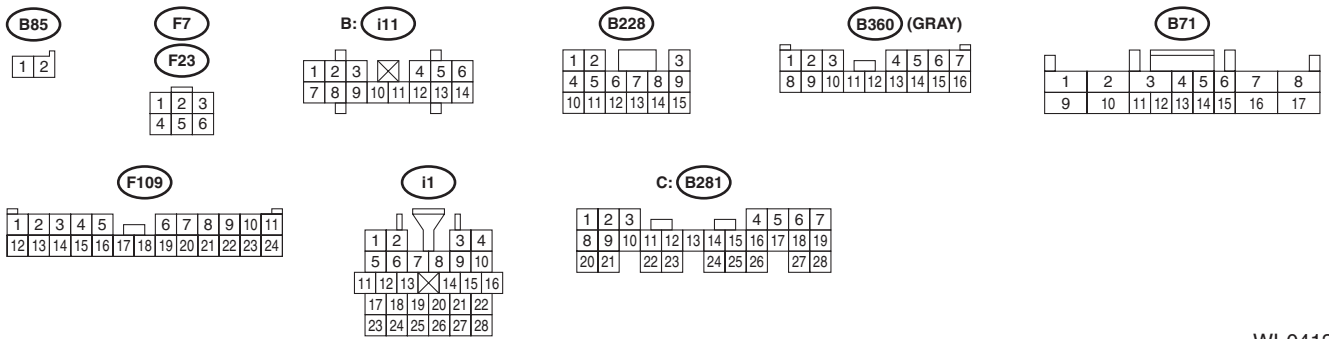 B85 F7 B: i11 B228 B360 (GRAY) B71
F23
1 2
1 2 3
4 5 6
1 2 3 4 5 6
7 8 9 10 11 12 13 14
1 2 3
4 5 6 7 8 9
10 11 12 13 14 15
1 2 3 4 5 6 7
8 9 10 11 12 13 14 15 16
1 2 3 4 5 6 7 8
9 10 11 12 13 14 15 16 17
F109 i1 C: B281
1 2 3 4 5 6 7 8 9 10 11
12 13 14 15 16 17 18 19 20 21 22 23 24
1 2 3 4
5 6 7 8 9 10
11 12 13 14 15 16
17 18 19 20 21 22
23 24 25 26 27 28
1 2 3 4 5 6 7
8 9 10 11 12 13 14 15 16 17 18 19
20 21 22 23 24 25 26 27 28